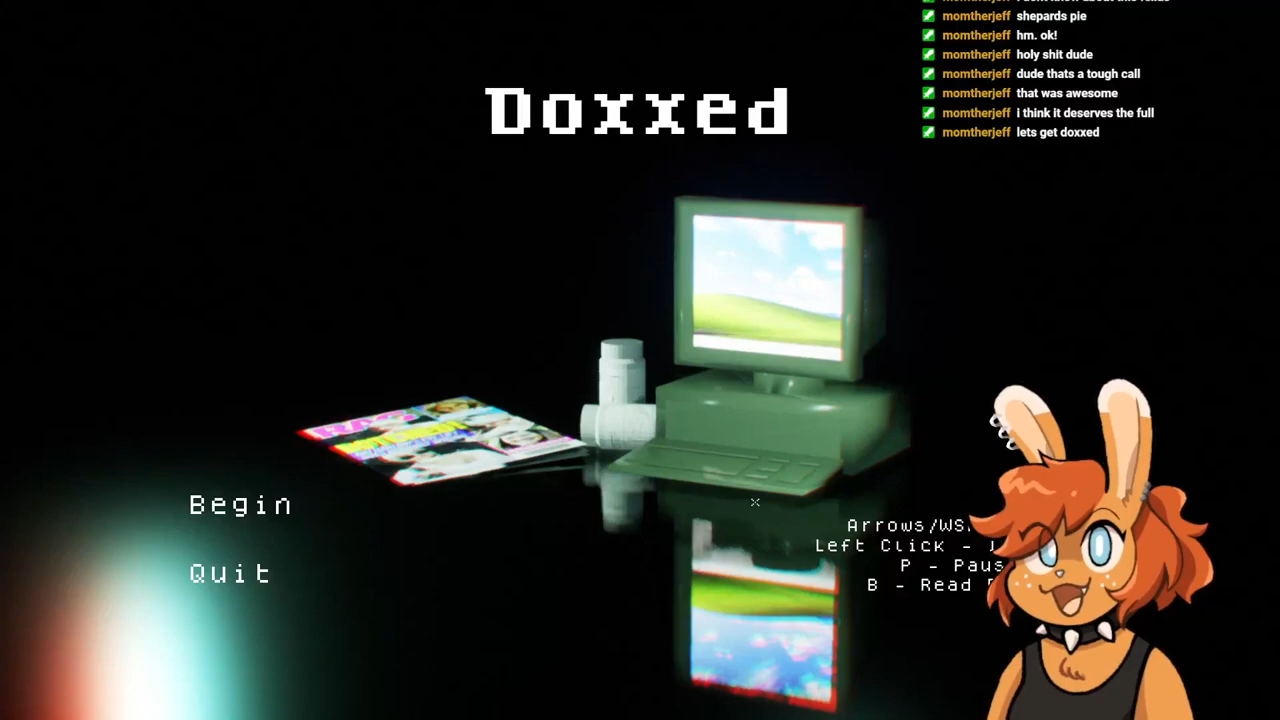 momtherjeff shepards pie
momtherjeff hm. ok!
momtherjeff holy shit dude
momtherjeff dude thats a tough call
momtherjeff that was awesome
momtherjeff i think it deserves the full
momtherjeff lets get doxxed
Doxxed
Begin
Quit
Arrows/WS
Left Click -
P - Paus
B - Read